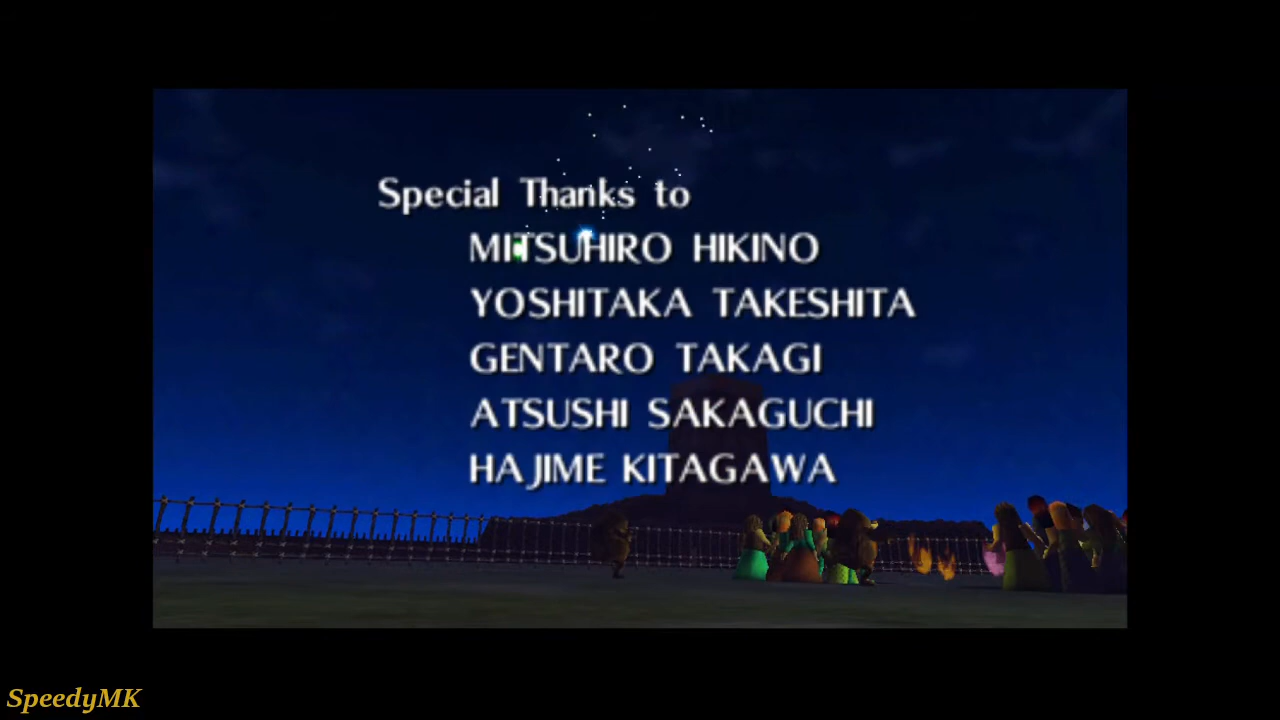 Special Thanks to
MITSUHIRO HIKINO
YOSHITAKA TAKESHITA
GENTARO TAKAGI
ATSUSHI SAKAGUCHI
HAJIME KITAGAWA
SpeedyMK